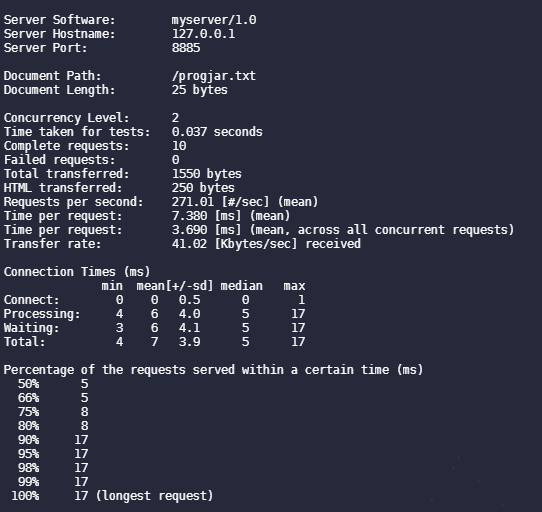 Server Software:        myserver/1.0
Server Hostname:        127.0.0.1
Server Port:            8885

Document Path:          /progjar.txt
Document Length:        25 bytes

Concurrency Level:      2
Time taken for tests:   0.037 seconds
Complete requests:      10
Failed requests:        0
Total transferred:      1550 bytes
HTML transferred:       250 bytes
Requests per second:    271.01 [#/sec] (mean)
Time per request:       7.380 [ms] (mean)
Time per request:       3.690 [ms] (mean, across all concurrent requests)
Transfer rate:          41.02 [Kbytes/sec] received

Connection Times (ms)
              min  mean[+/-sd] median   max
Connect:        0    0   0.5      0       1
Processing:     4    6   4.0      5      17
Waiting:        3    6   4.1      5      17
Total:          4    7   3.9      5      17

Percentage of the requests served within a certain time (ms)
  50%      5
  66%      5
  75%      8
  80%      8
  90%     17
  95%     17
  98%     17
  99%     17
 100%     17 (longest request)